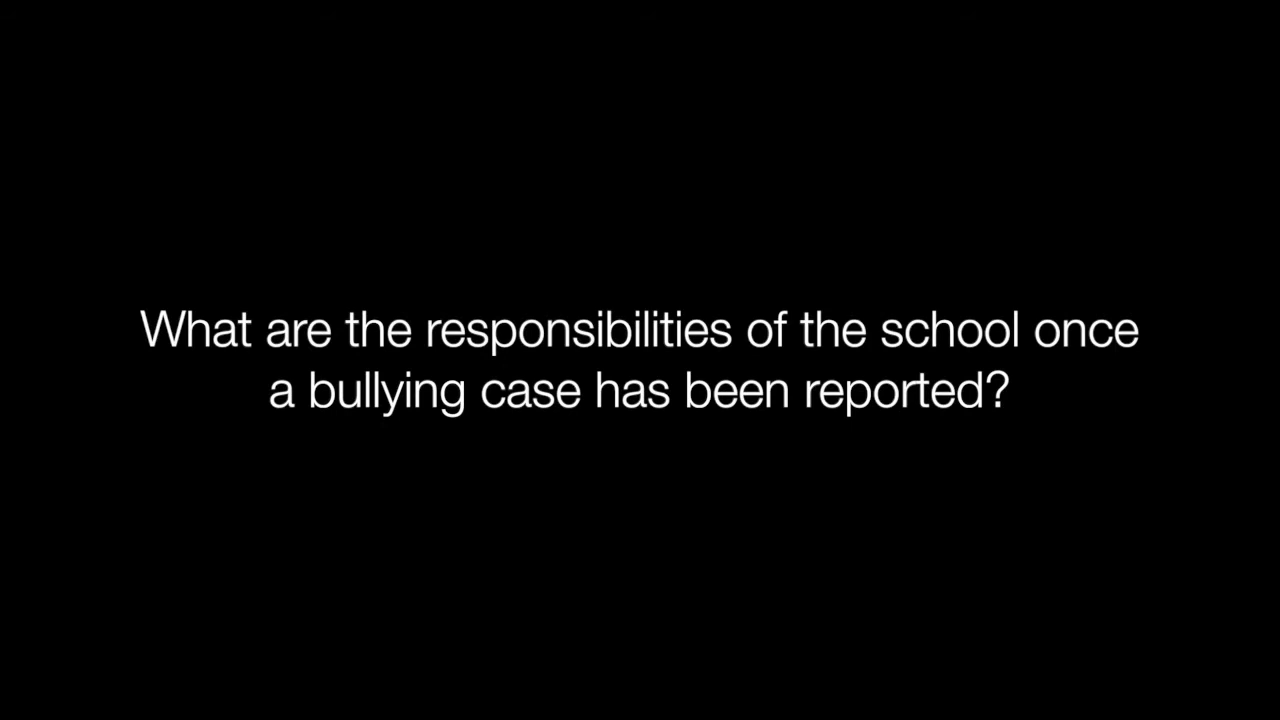 What are the responsibilities of the school once
a bullying case has been reported?